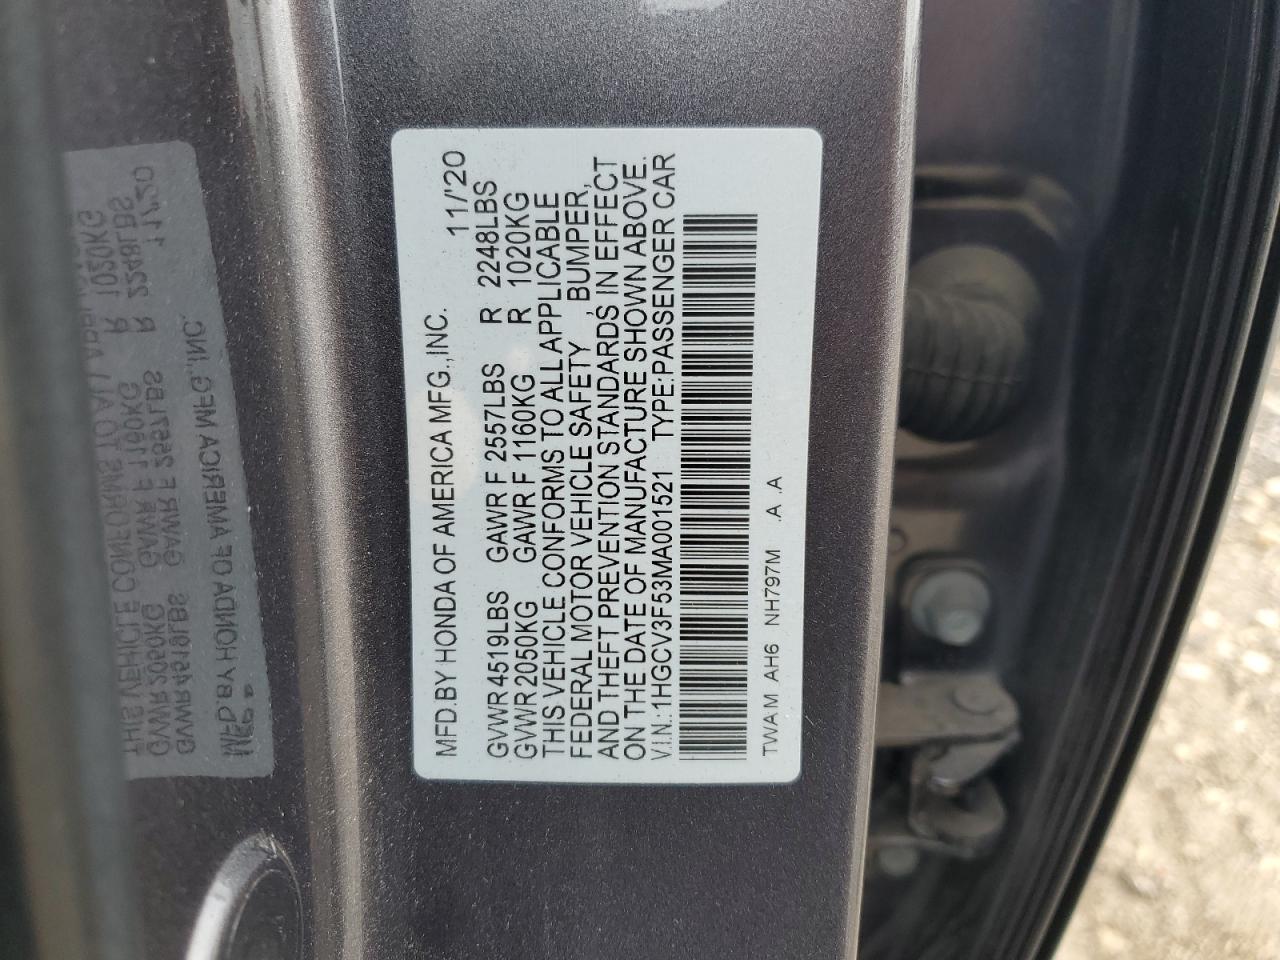 MFD.BY HONDA OF AMERICA MFG.,INC. 11/'20
GVWR 4519LBS GAWR F 2557LBS R 2248LBS
GVWR 2050KG GAWR F 1160KG R 1020KG
THIS VEHICLE CONFORMS TO ALL APPLICABLE
FEDERAL MOTOR VEHICLE SAFETY , BUMPER,
AND THEFT PREVENTION STANDARDS IN EFFECT
ON THE DATE OF MANUFACTURE SHOWN ABOVE.
V.I.N.:1HGCV3F53MA001521 TYPE:PASSENGER CAR
TWA M AH6 NH797M .A .A